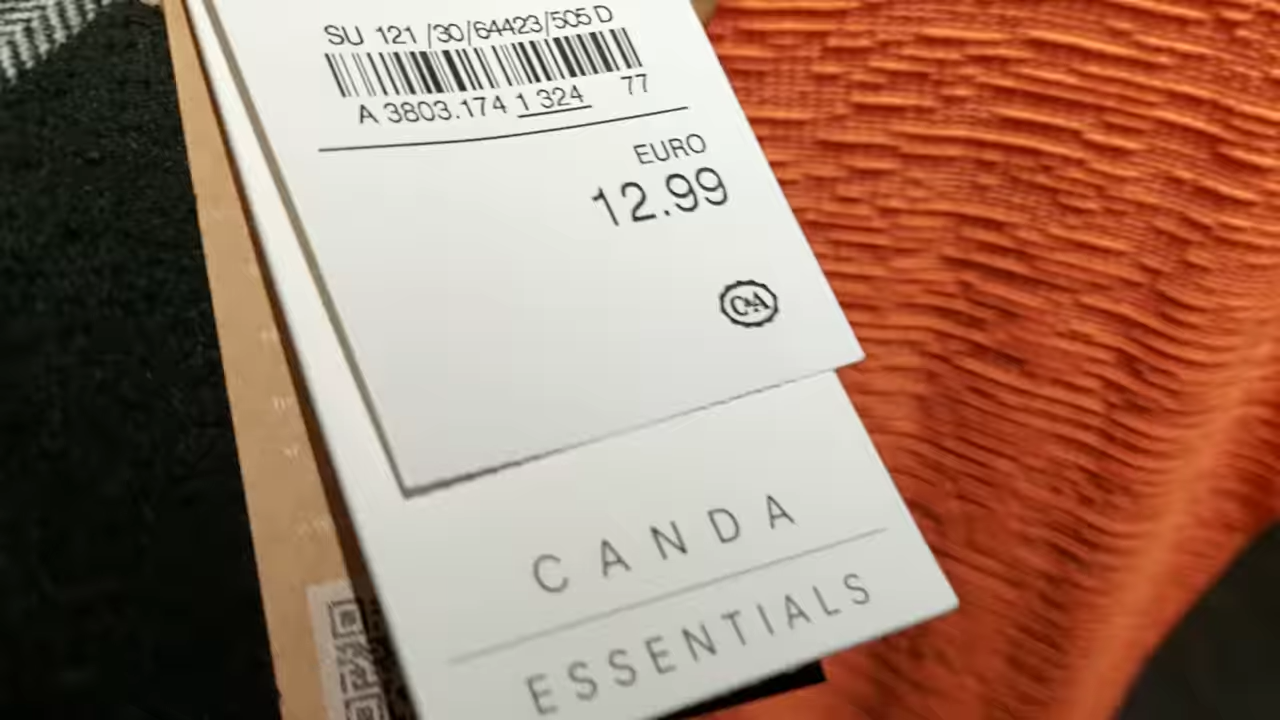 SU 121 /30/64423/505 D
A 3803.174 1 324 77
EURO
12.99
C&A
CANDA
ESSENTIALS